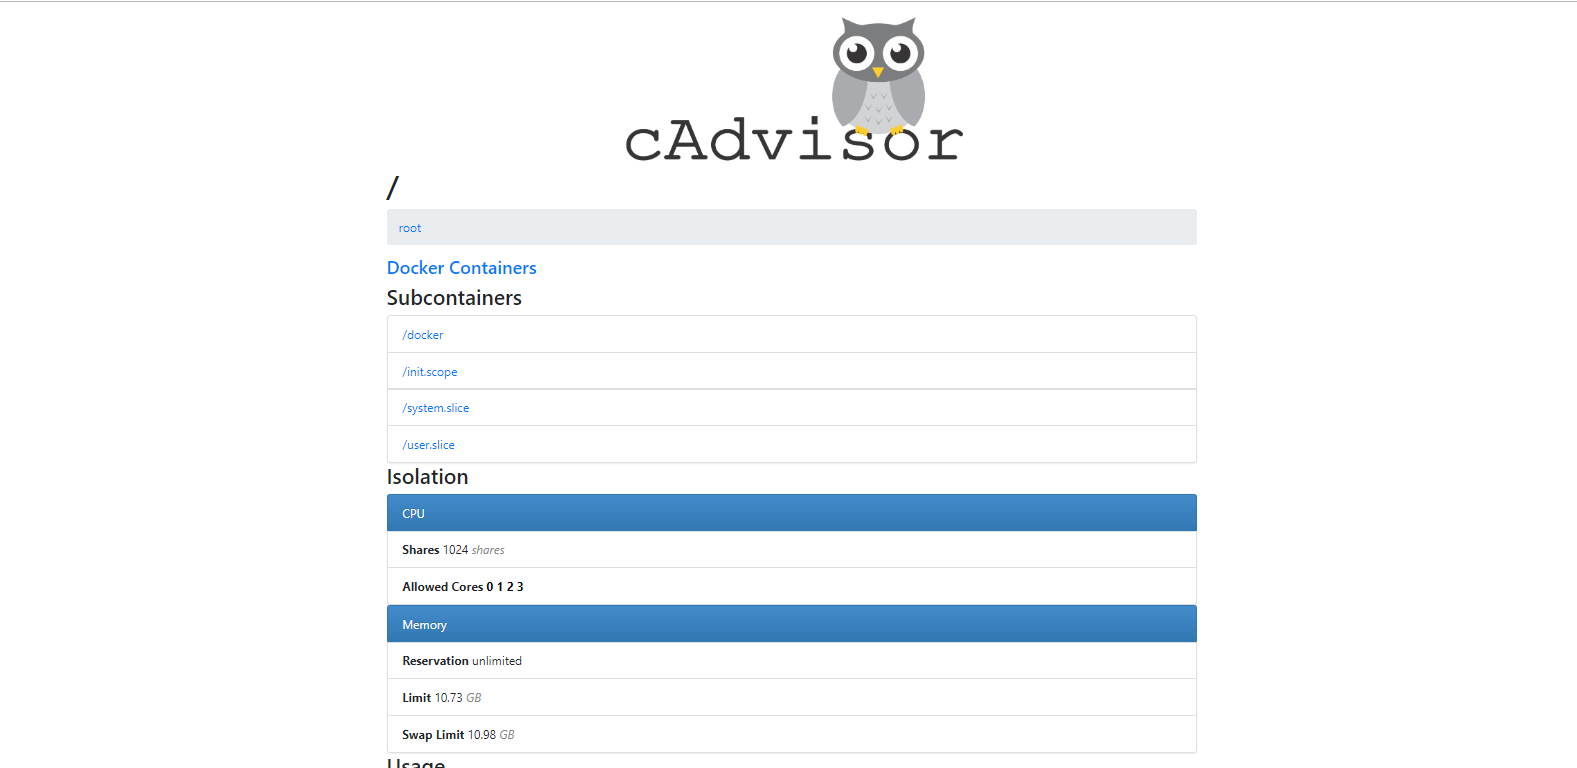 cAdvisor
/
root
Docker Containers
Subcontainers
/docker
/init.scope
/system.slice
/user.slice
Isolation
CPU
Shares 1024 shares
Allowed Cores 0 1 2 3
Memory
Reservation unlimited
Limit 10.73 GB
Swap Limit 10.98 GB
Usage